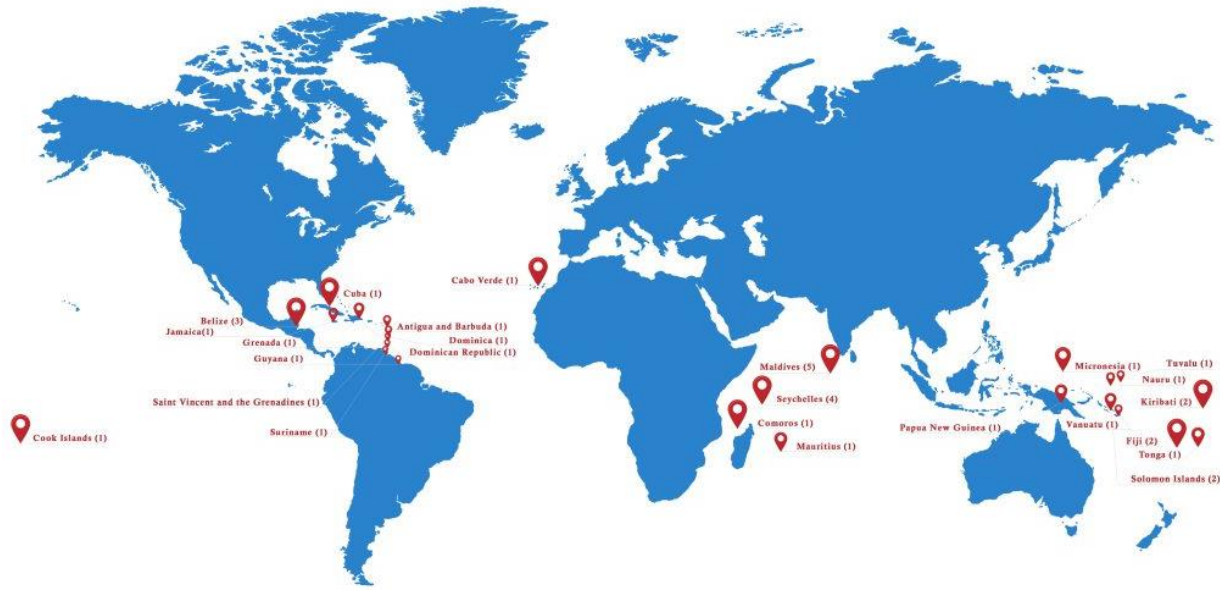 Cabo Verde (1)
Cuba (1)
Belize (3)
Jamaica(1)
Antigua and Barbuda (1)
Grenada (1)
Dominica (1)
Guyana (1)
Dominican Republic (1)
Saint Vincent and the Grenadines (1)
Suriname (1)
Cook Islands (1)
Maldives (5)
Seychelles (4)
Comoros (1)
Mauritius (1)
Micronesia (1)
Tuvalu (1)
Nauru (1)
Kiribati (2)
Papua New Guinea (1)
Vanuatu (1)
Fiji (2)
Tonga (1)
Solomon Islands (2)